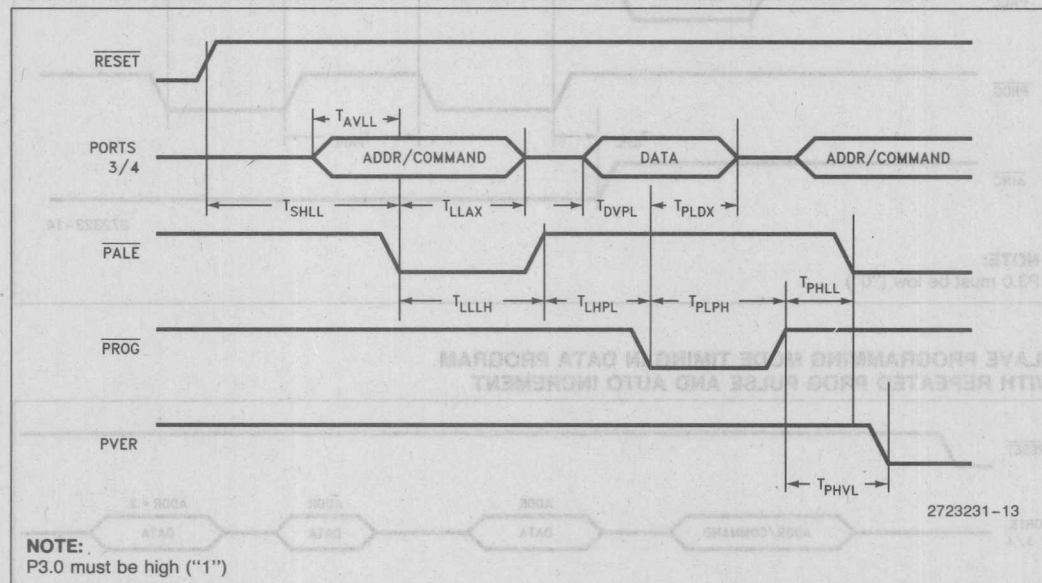 RESET
T_AVLL
PORTS
3/4
ADDR/COMMAND
DATA
ADDR/COMMAND
T_SHLL
T_LLAX
T_DVPL
T_PLDX
PALE
T_PHLL
T_LLLH
T_LHPL
T_PLPH
PROG
PVER
T_PHVL
2723231-13
NOTE:
P3.0 must be high ("1")